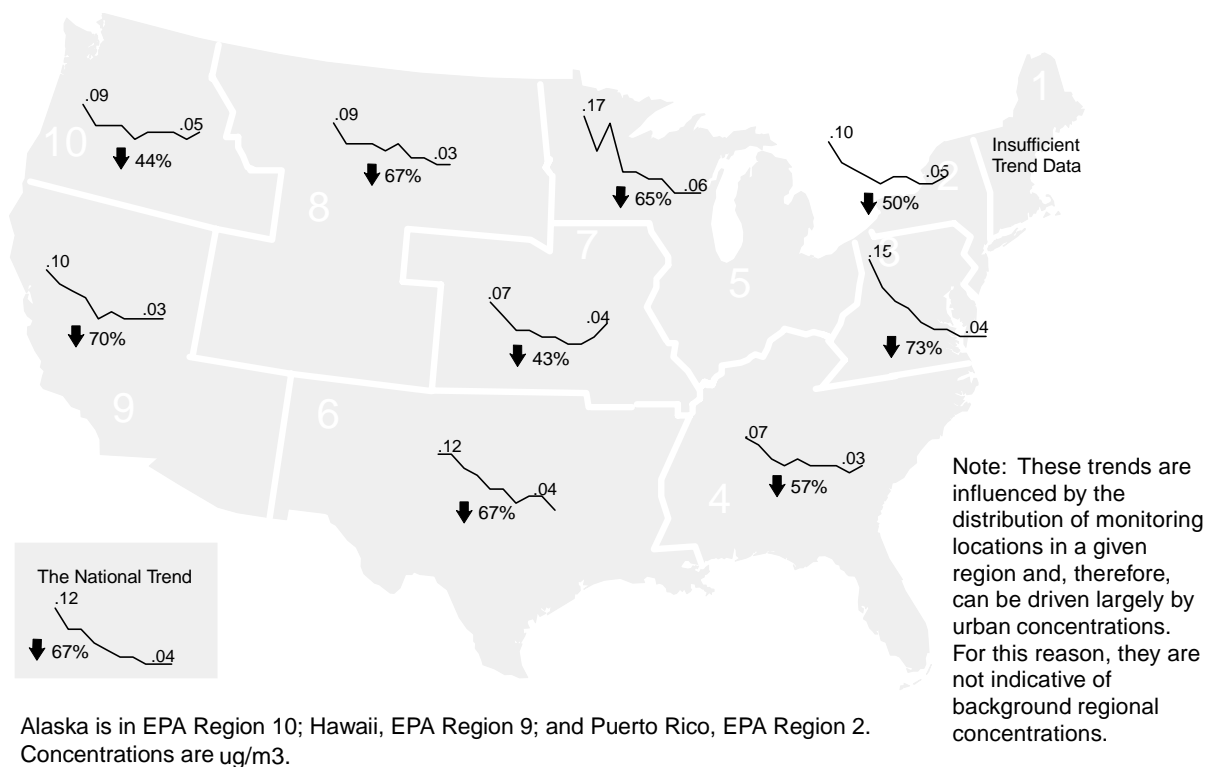 1
Insufficient
Trend Data
.09
.05
10
44%
.09
.03
67%
8
.17
.06
65%
.10
.05
2
50%
7
.15
3
.04
73%
5
.10
.03
70%
.07
.04
43%
9
6
.12
.04
67%
.07
.03
57%
4
The National Trend
.12
.04
67%
Note: These trends are
influenced by the
distribution of monitoring
locations in a given
region and, therefore,
can be driven largely by
urban concentrations.
For this reason, they are
not indicative of
background regional
concentrations.
Alaska is in EPA Region 10; Hawaii, EPA Region 9; and Puerto Rico, EPA Region 2.
Concentrations are ug/m3.